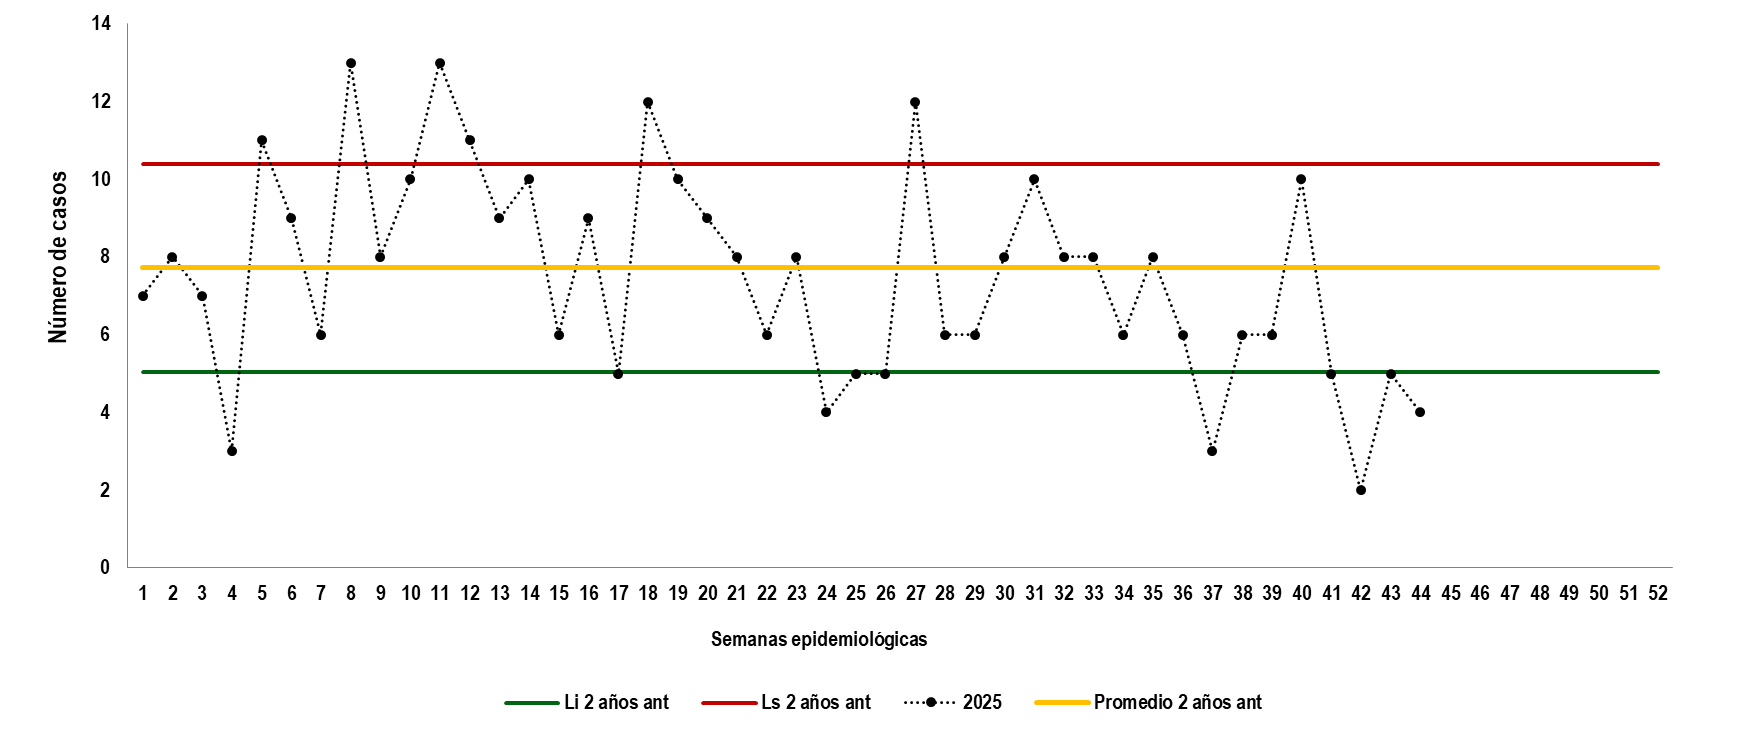 14
12
10
8
6
4
2
0
Número de casos
1 2 3 4 5 6 7 8 9 10 11 12 13 14 15 16 17 18 19 20 21 22 23 24 25 26 27 28 29 30 31 32 33 34 35 36 37 38 39 40 41 42 43 44 45 46 47 48 49 50 51 52
Semanas epidemiológicas
Li 2 años ant Ls 2 años ant 2025 Promedio 2 años ant